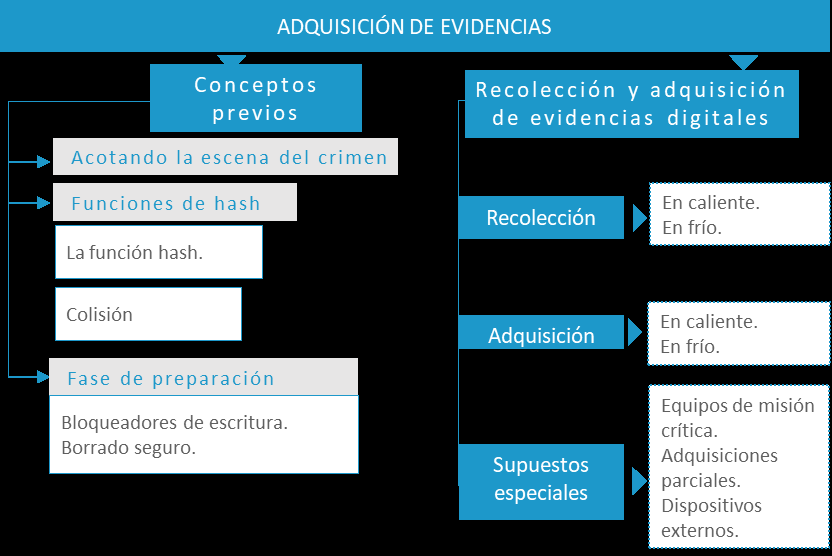 ADQUISICIÓN DE EVIDENCIAS
Conceptos
previos
Acotando la escena del crimen
Funciones de hash
La función hash.
Colisión
Fase de preparación
Bloqueadores de escritura.
Borrado seguro.
Recolección y adquisición
de evidencias digitales
Recolección
En caliente.
En frío.
Adquisición
En caliente.
En frío.
Supuestos
especiales
Equipos de misión
crítica.
Adquisiciones
parciales.
Dispositivos
externos.